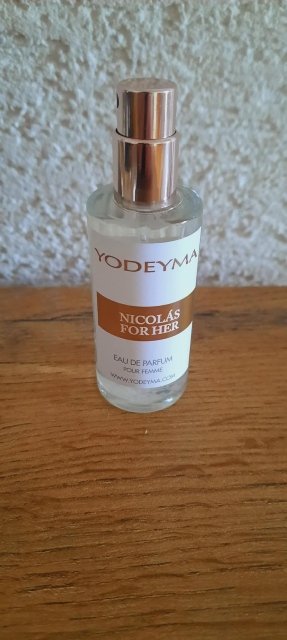 YODEYMA
NICOLÁS
FOR HER
EAU DE PARFUM
POUR FEMME
WWW.YODEYMA.COM